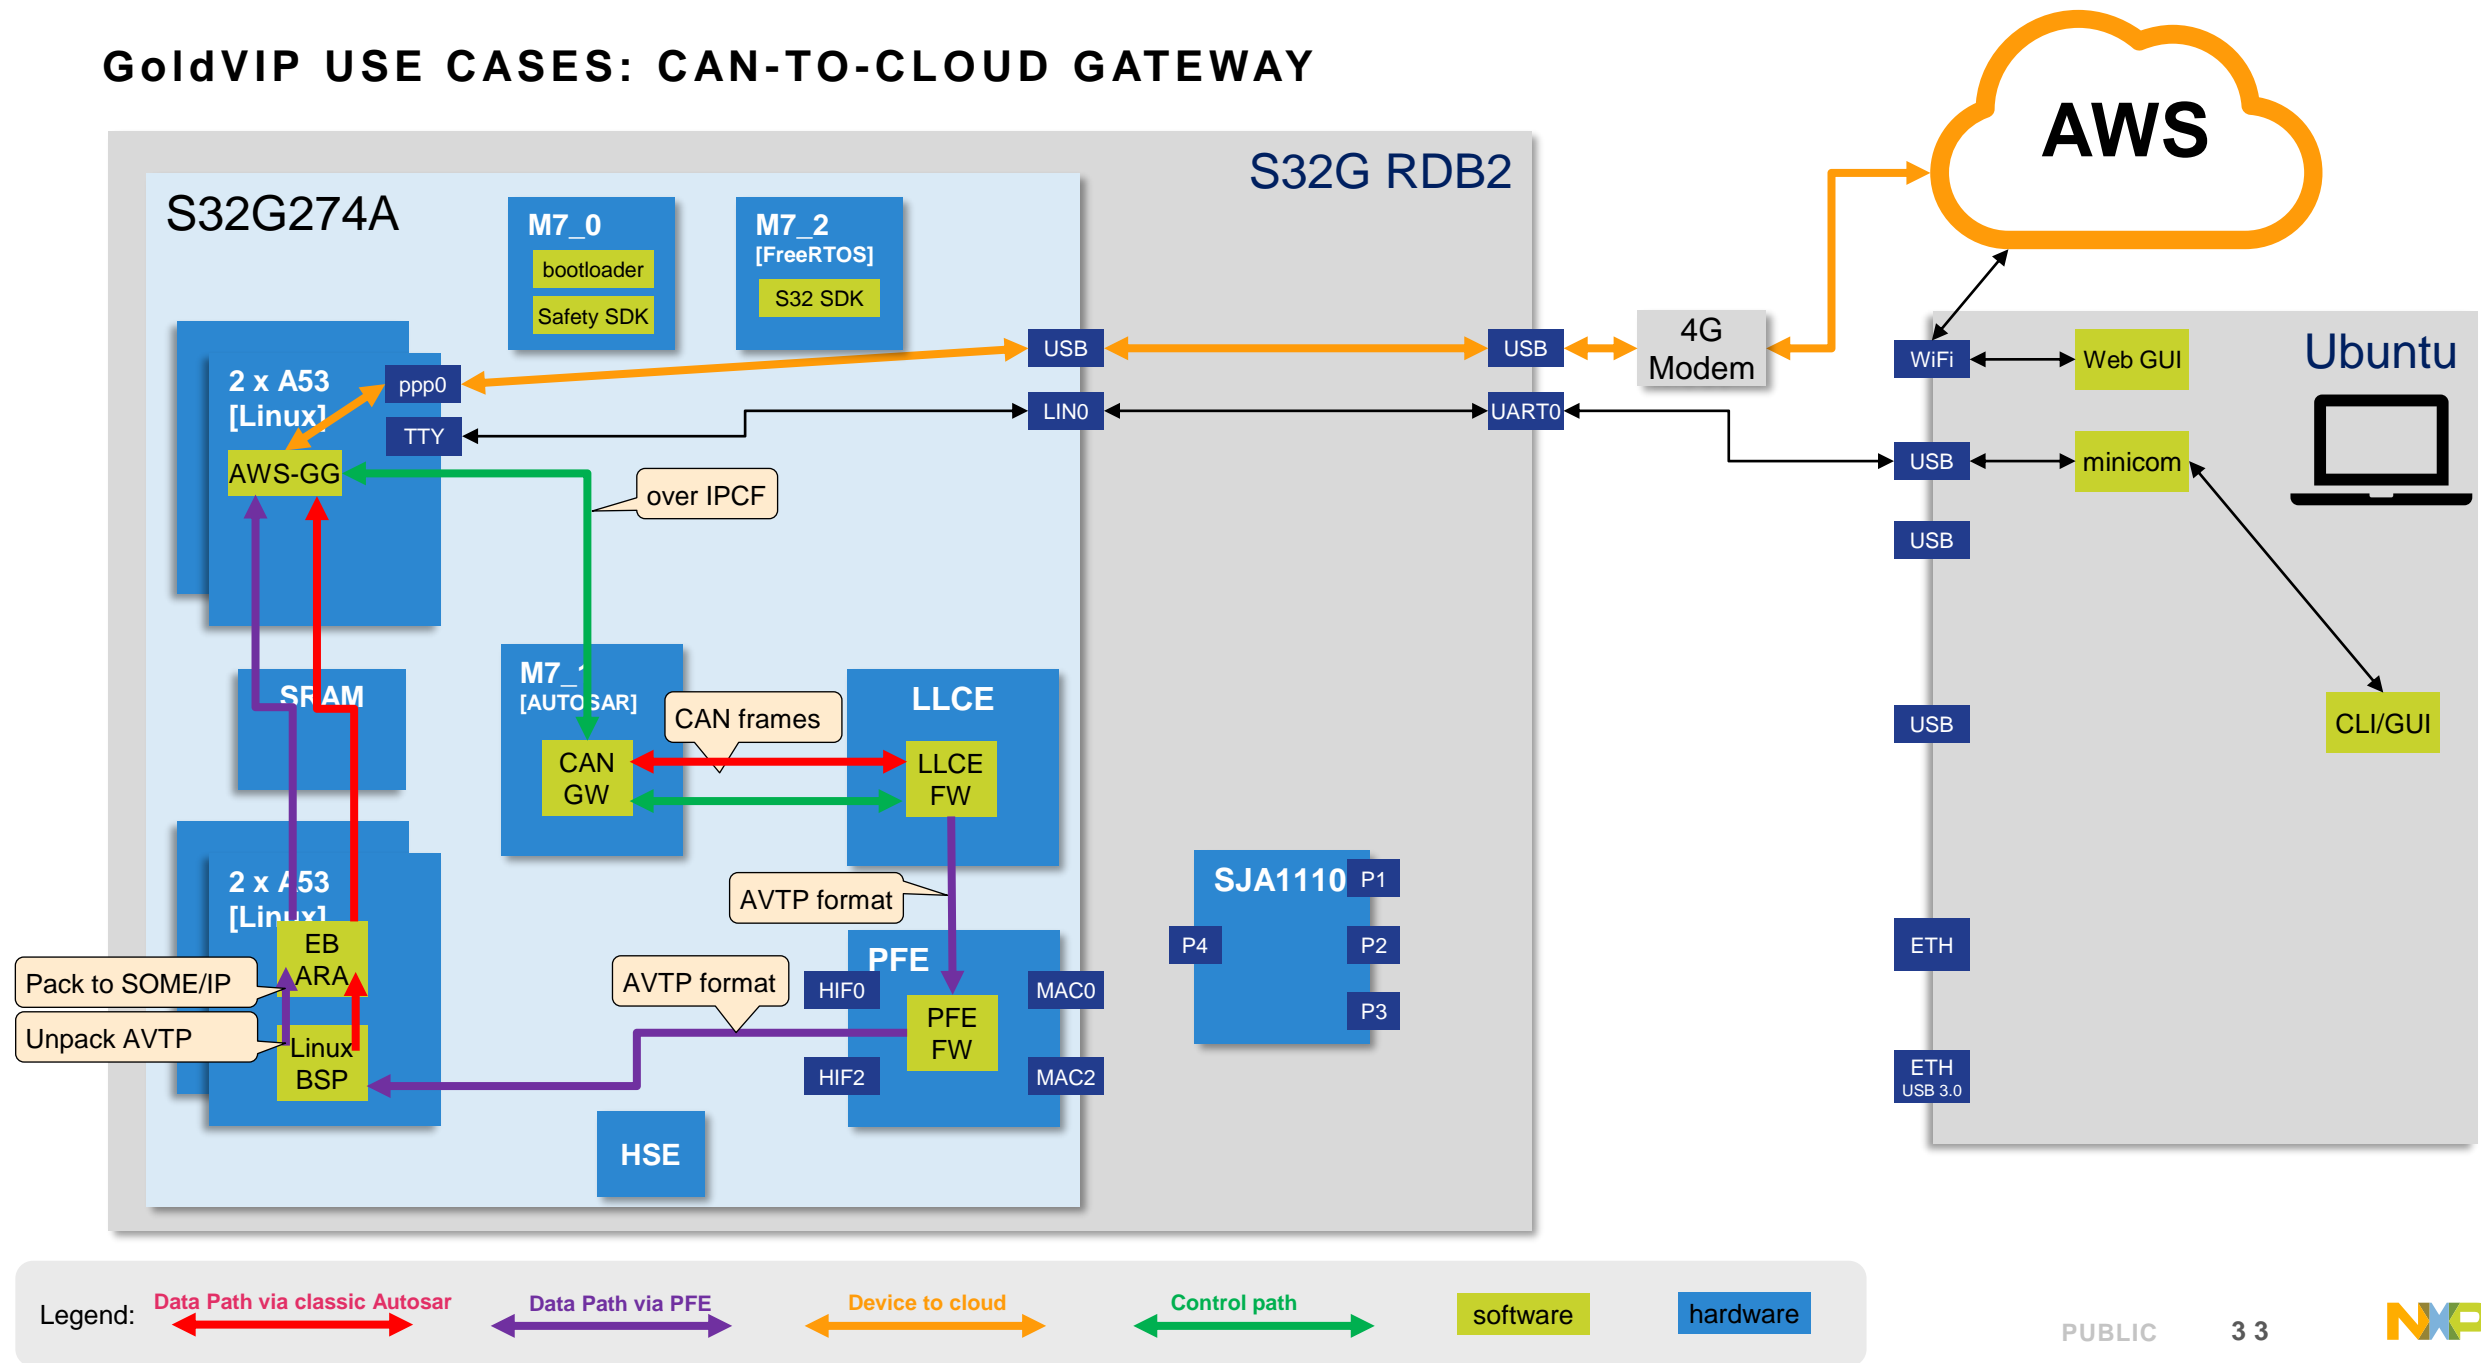 GoldVIP USE CASES: CAN-TO-CLOUD GATEWAY
AWS
S32G RDB2
S32G274A
M7_0
bootloader
Safety SDK
M7_2
[FreeRTOS]
S32 SDK
2 x A53
[Linux]
ppp0
TTY
AWS-GG
USB
LIN0
USB
UART0
4G
Modem
over IPCF
WiFi
Web GUI
Ubuntu
USB
minicom
USB
USB
CLI/GUI
ETH
ETH
USB 3.0
SRAM
M7_1
[AUTOSAR]
CAN
GW
CAN frames
LLCE
LLCE
FW
AVTP format
2 x A53
[Linux]
EB
ARA
Linux
BSP
Pack to SOME/IP
Unpack AVTP
AVTP format
PFE
HIF0
HIF2
PFE
FW
MAC0
MAC2
SJA1110
P1
P2
P3
P4
HSE
Legend:
Data Path via classic Autosar
Data Path via PFE
Device to cloud
Control path
software
hardware
PUBLIC
33
NXP